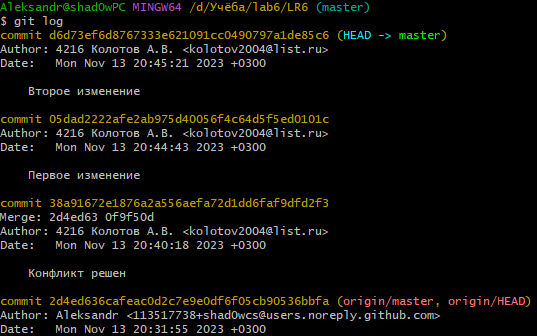 Aleksandr@shad0wPC MINGW64 /d/Учёба/lab6/LR6 (master)
$ git log
commit d6d73ef6d8767333e621091cc0490797a1de85c6 (HEAD -> master)
Author: 4216 Колотов А.В. <kolotov2004@list.ru>
Date:   Mon Nov 13 20:45:21 2023 +0300
Второе изменение
commit 05dad2222afe2ab975d40056f4c64d5f5ed0101c
Author: 4216 Колотов А.В. <kolotov2004@list.ru>
Date:   Mon Nov 13 20:44:43 2023 +0300
Первое изменение
commit 38a91672e1876a2a556aefa72d1dd6faf9dfd2f3
Merge: 2d4ed63 0f9f50d
Author: 4216 Колотов А.В. <kolotov2004@list.ru>
Date:   Mon Nov 13 20:40:18 2023 +0300
Конфликт решен
commit 2d4ed636cafeac0d2c7e9e0df6f05cb90536bbfa (origin/master, origin/HEAD)
Author: Aleksandr <113517738+shad0wcs@users.noreply.github.com>
Date:   Mon Nov 13 20:31:55 2023 +0300